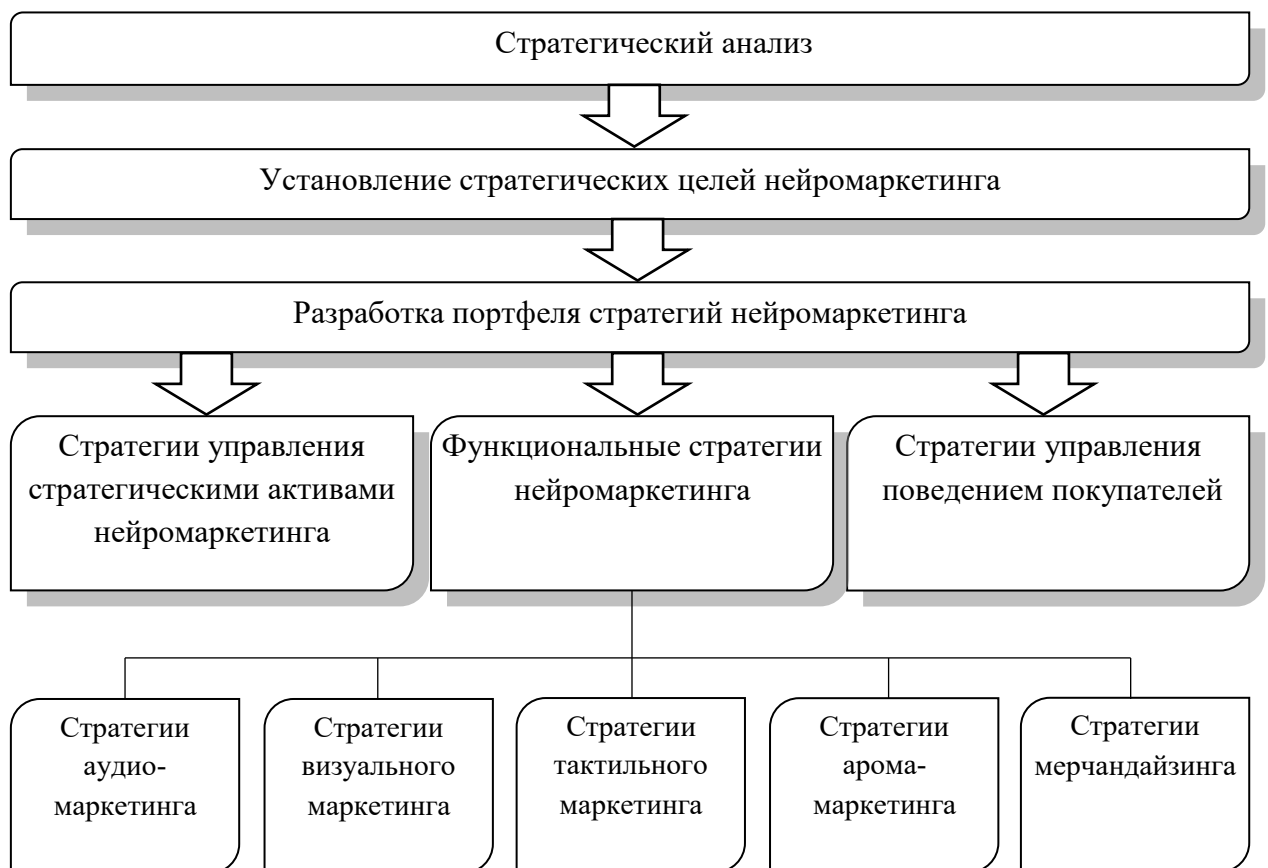 Стратегический анализ
Установление стратегических целей нейромаркетинга
Разработка портфеля стратегий нейромаркетинга
Стратегии управления
стратегическими активами
нейромаркетинга
Функциональные стратегии
нейромаркетинга
Стратегии управления
поведением покупателей
Стратегии
аудио-
маркетинга
Стратегии
визуального
маркетинга
Стратегии
тактильного
маркетинга
Стратегии
арома-
маркетинга
Стратегии
мерчандайзинга